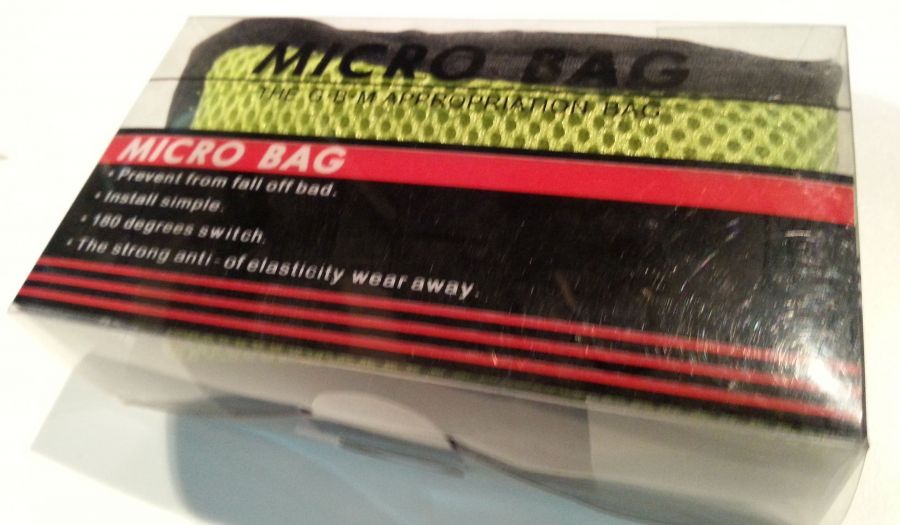 MICRO BAG
THE G·B·M APPROPRIATION BAG
MICRO BAG
• Prevent from fall off bad.
• Install simple.
• 180 degrees switch.
• The strong anti-of elasticity wear away.